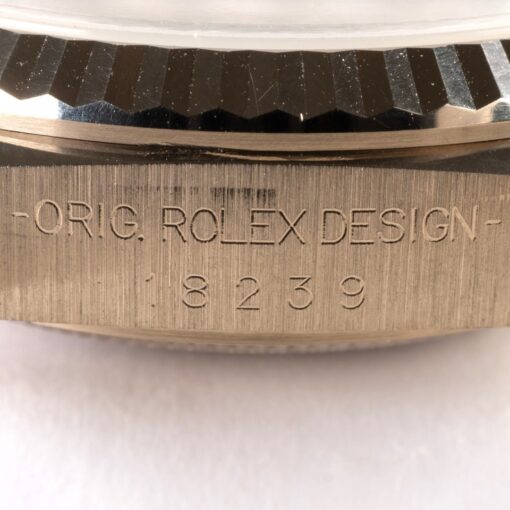 -ORIG. ROLEX DESIGN-
18239